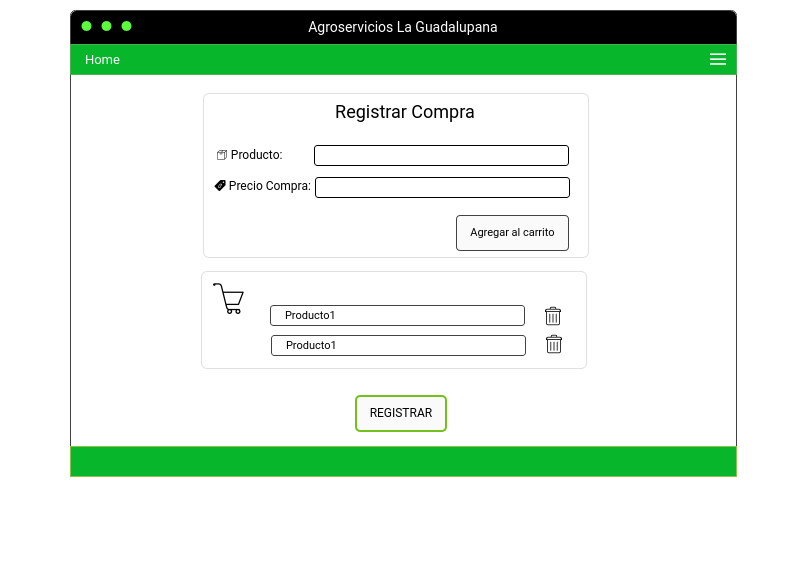 Agroservicios La Guadalupana
Home
Registrar Compra
Producto:
Precio Compra:
Agregar al carrito
Producto1
Producto1
REGISTRAR